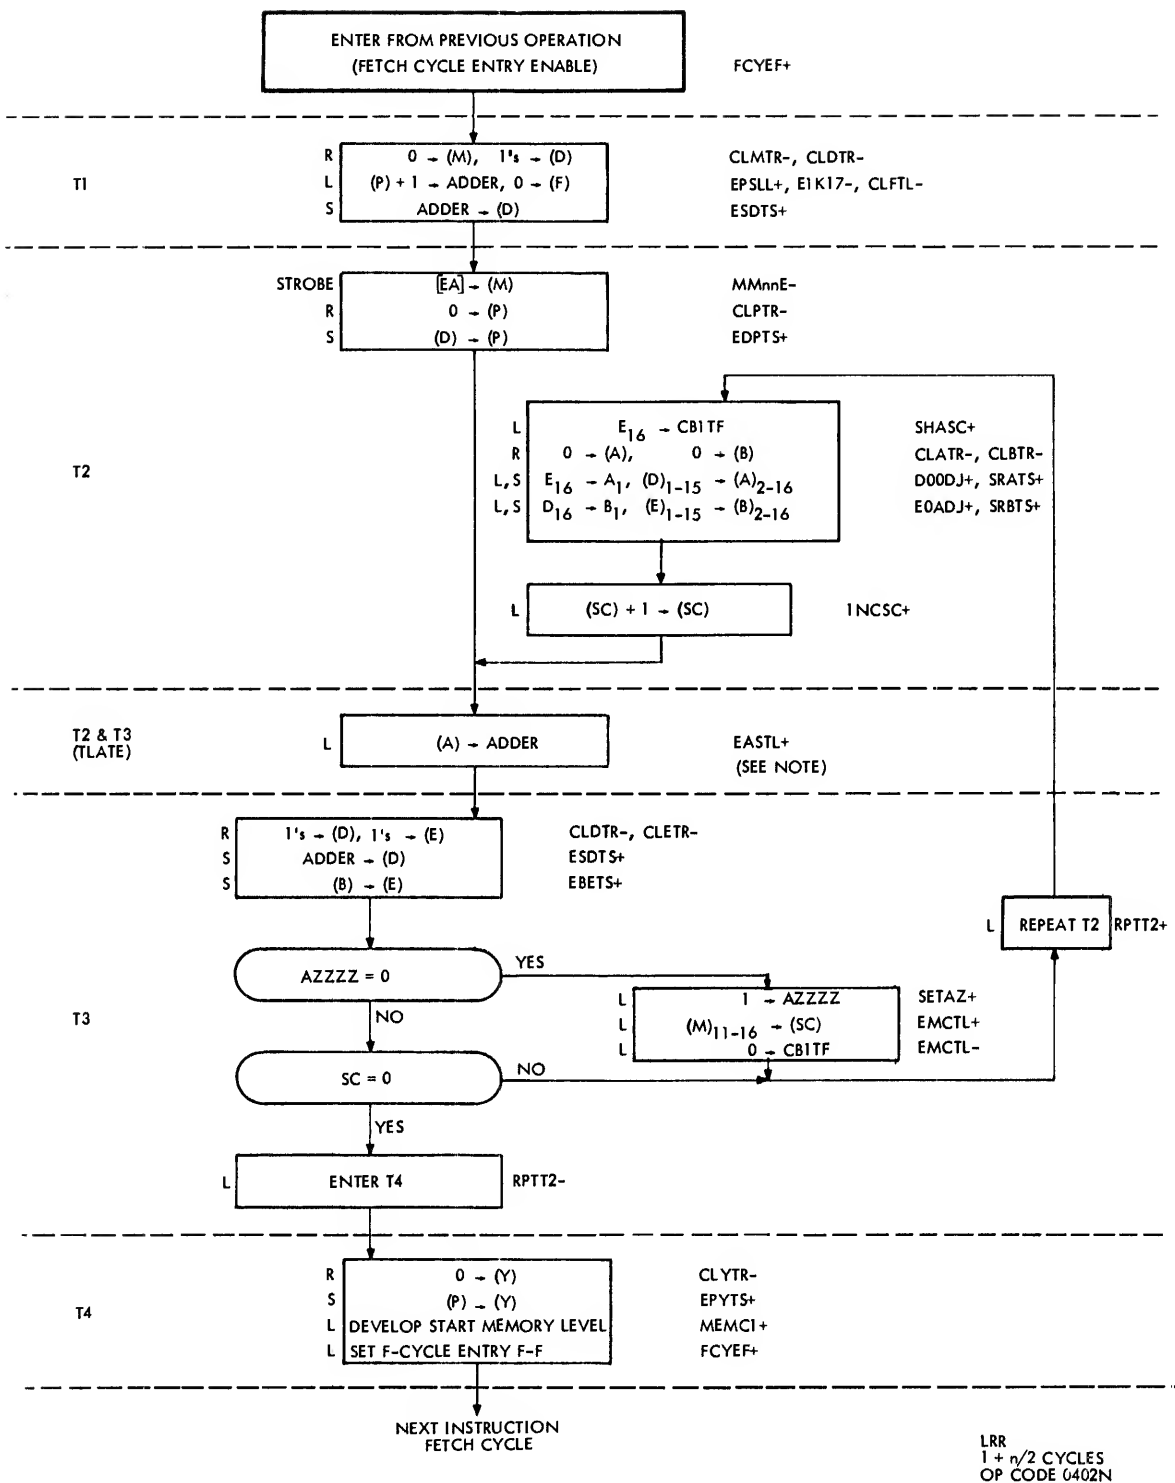 ENTER FROM PREVIOUS OPERATION
(FETCH CYCLE ENTRY ENABLE)
FCYEF+
T1
R 0 → (M), 1's → (D) CLMTR-, CLDTR-
L (P) + 1 → ADDER, 0 → (F) EPSLL+, E1K17-, CLFTL-
S ADDER → (D) ESDTS+
STROBE [EA] → (M) MMnnE-
R 0 → (P) CLPTR-
S (D) → (P) EDPTS+
T2
L E16 → CB1TF SHASC+
R 0 → (A), 0 → (B) CLATR-, CLBTR-
L, S E16 → A1, (D)1-15 → (A)2-16 D00DJ+, SRATS+
L, S D16 → B1, (E)1-15 → (B)2-16 E0ADJ+, SRBTS+
L (SC) + 1 → (SC) 1NCSC+
T2 & T3
(TLATE)
L (A) → ADDER EASTL+
(SEE NOTE)
R 1's → (D), 1's → (E) CLDTR-, CLETR-
S ADDER → (D) ESDTS+
S (B) → (E) EBETS+
L REPEAT T2 RPTT2+
AZZZZ = 0
YES
NO
L 1 → AZZZZ SETAZ+
L (M)11-16 → (SC) EMCTL+
L 0 → CB1TF EMCTL-
T3
SC = 0
NO
YES
L ENTER T4 RPTT2-
T4
R 0 → (Y) CLYTR-
S (P) → (Y) EPYTS+
L DEVELOP START MEMORY LEVEL MEMC1+
L SET F-CYCLE ENTRY F-F FCYEF+
NEXT INSTRUCTION
FETCH CYCLE
LRR
1 + n/2 CYCLES
OP CODE 0402N